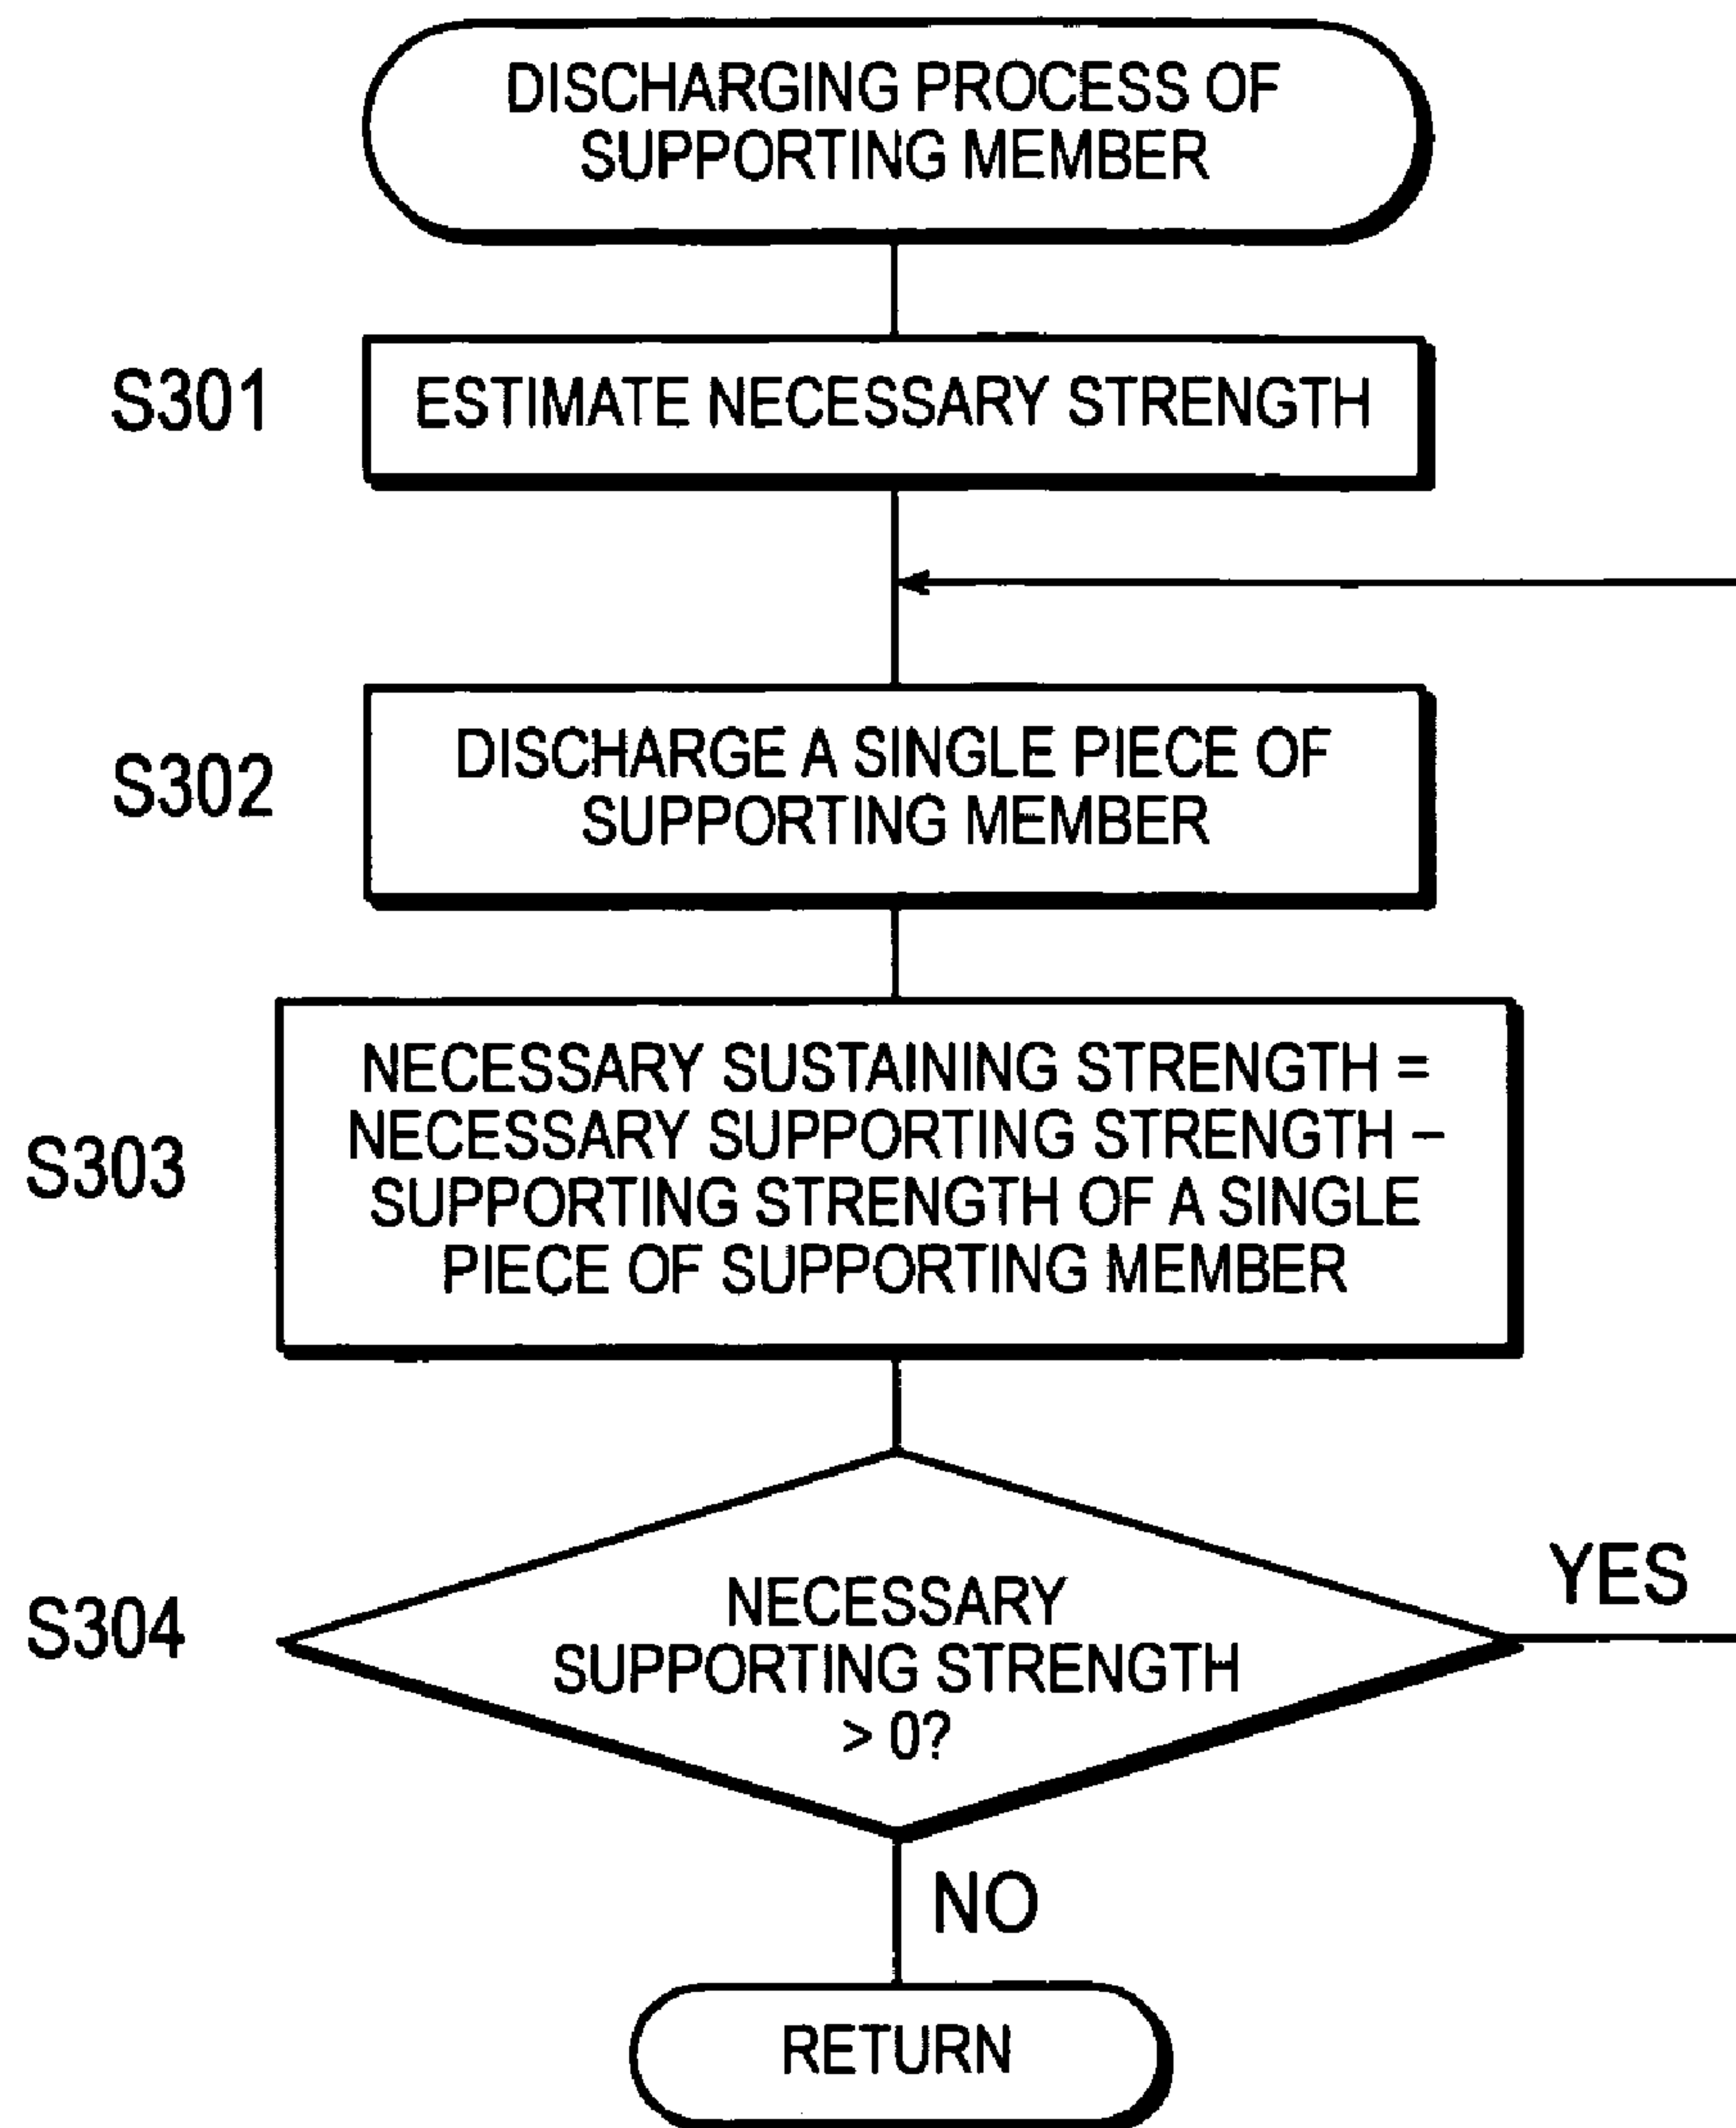 DISCHARGING PROCESS OF
SUPPORTING MEMBER
S301
ESTIMATE NECESSARY STRENGTH
S302
DISCHARGE A SINGLE PIECE OF
SUPPORTING MEMBER
S303
NECESSARY SUSTAINING STRENGTH =
NECESSARY SUPPORTING STRENGTH –
SUPPORTING STRENGTH OF A SINGLE
PIECE OF SUPPORTING MEMBER
S304
NECESSARY
SUPPORTING STRENGTH
> 0?
YES
NO
RETURN